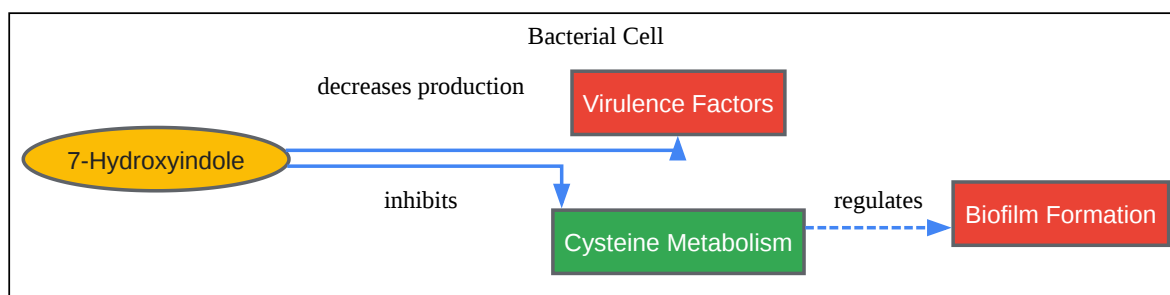 Bacterial Cell
decreases production
Virulence Factors
7-Hydroxyindole
inhibits
regulates
Cysteine Metabolism
Biofilm Formation